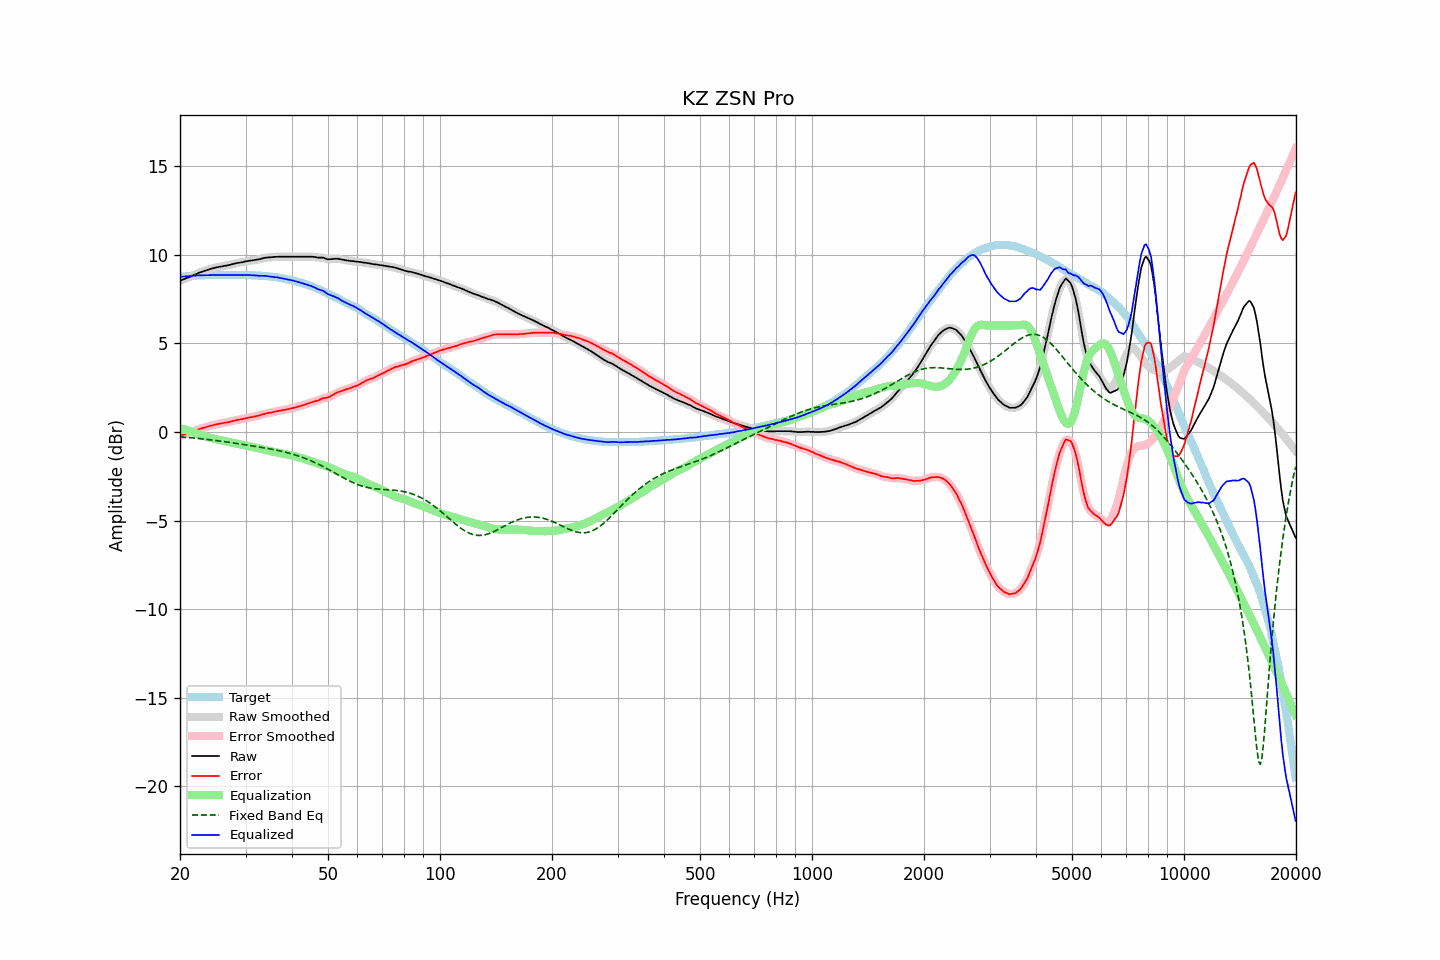 KZ ZSN Pro
Amplitude (dBr)
15
10
5
0
−5
−10
−15
−20
Target
Raw Smoothed
Error Smoothed
Raw
Error
Equalization
Fixed Band Eq
Equalized
20 50 100 200 500 1000 2000 5000 10000 20000
Frequency (Hz)